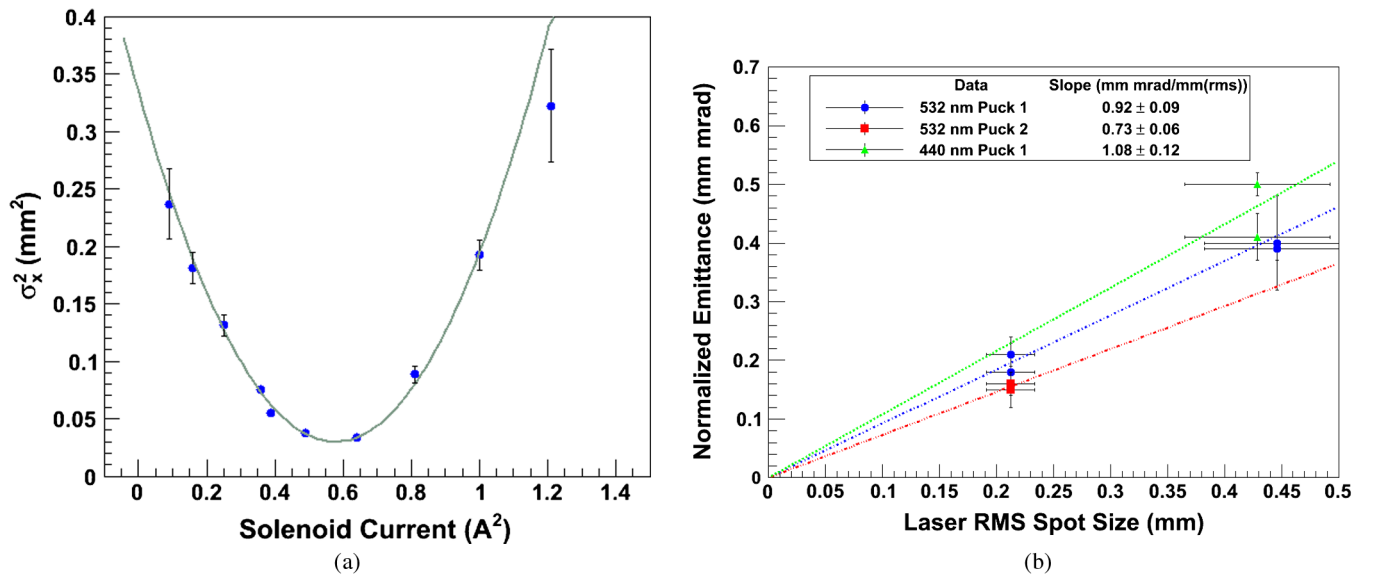 0.4
0.35
0.3
0.25
0.2
0.15
0.1
0.05
0
σx² (mm²)
0 0.2 0.4 0.6 0.8 1 1.2 1.4
Solenoid Current (A²)
(a)
0.7
0.6
0.5
0.4
0.3
0.2
0.1
0
Normalized Emittance (mm mrad)
Data Slope (mm mrad/mm(rms))
532 nm Puck 1 0.92 ± 0.09
532 nm Puck 2 0.73 ± 0.06
440 nm Puck 1 1.08 ± 0.12
0 0.05 0.1 0.15 0.2 0.25 0.3 0.35 0.4 0.45 0.5
Laser RMS Spot Size (mm)
(b)